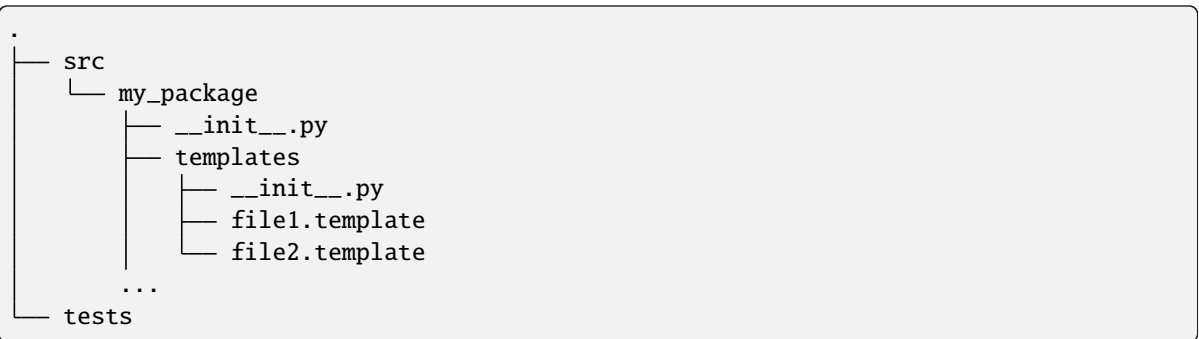 .
├── src
│   └── my_package
│       ├── __init__.py
│       ├── templates
│       │   ├── __init__.py
│       │   ├── file1.template
│       │   └── file2.template
│       ...
└── tests